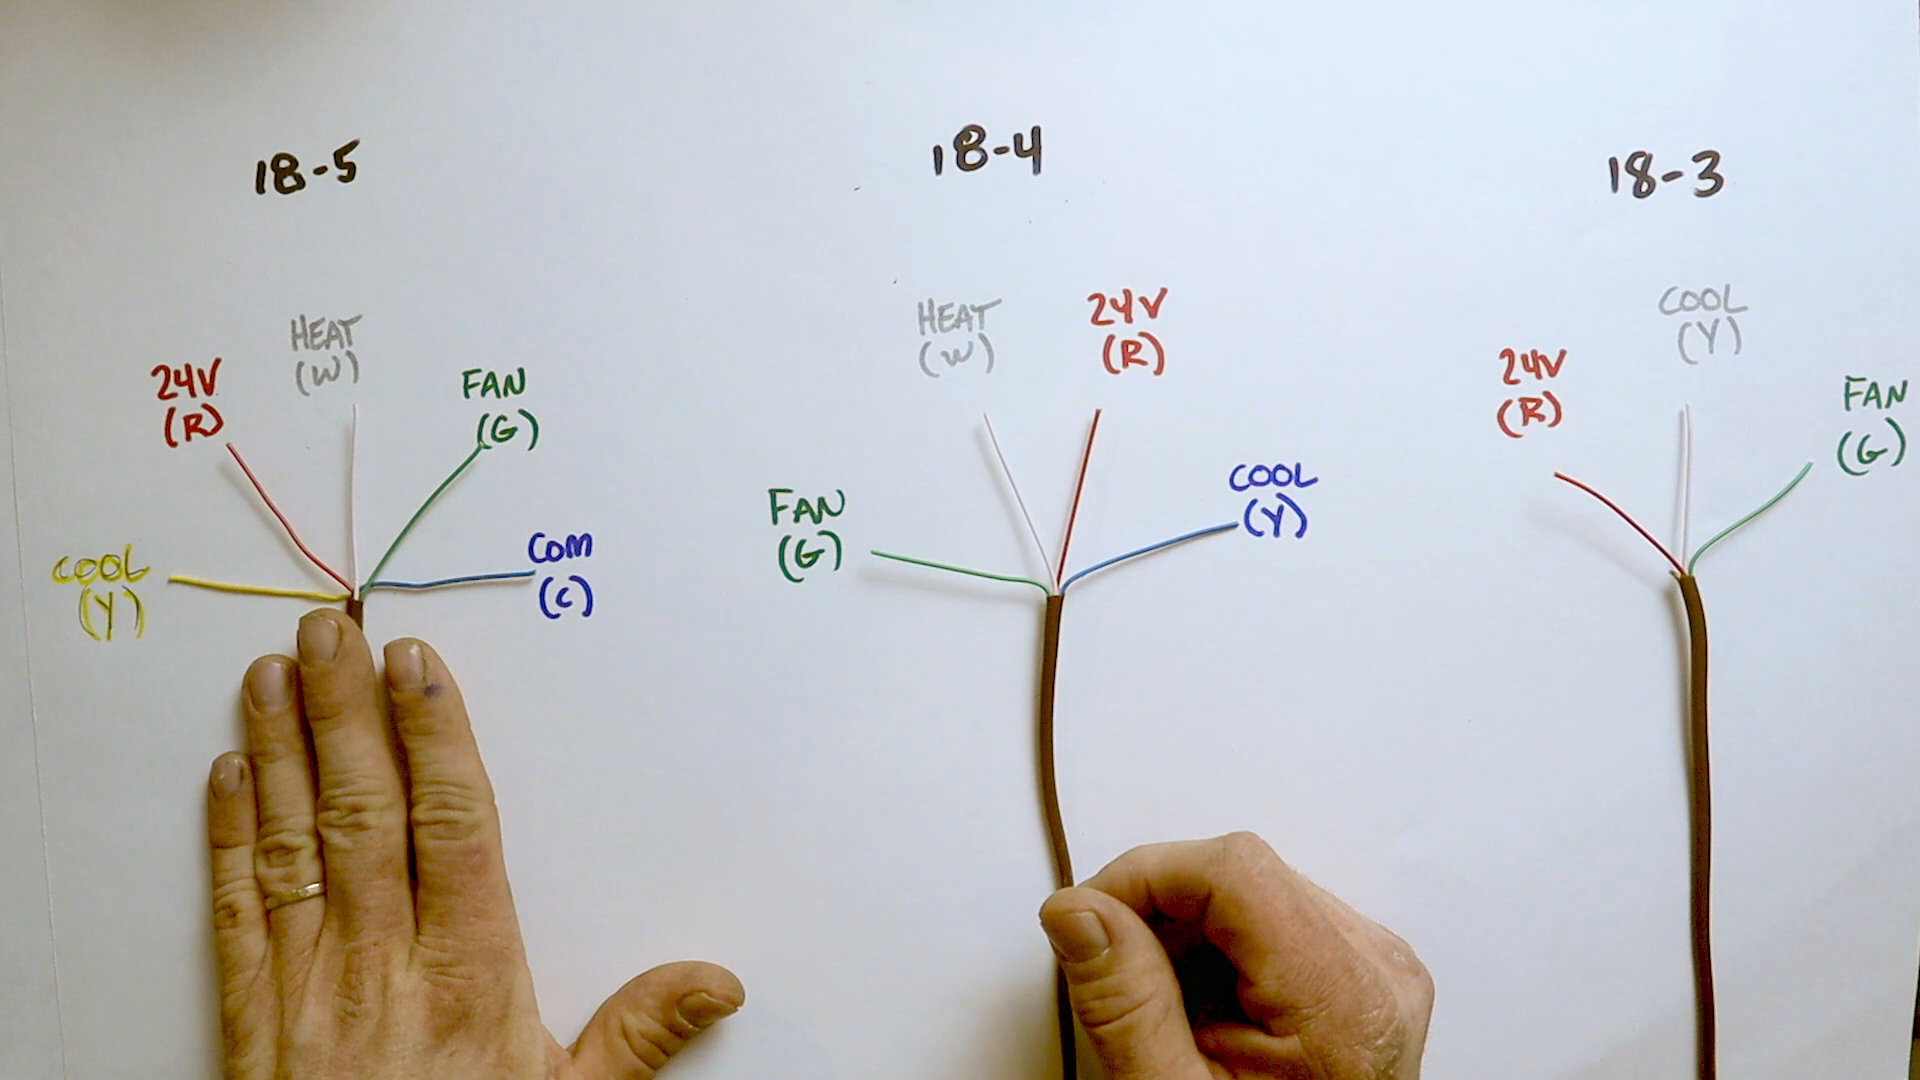 18-5
COOL
(Y)
24V
(R)
HEAT
(W)
FAN
(G)
COM
(C)
18-4
FAN
(G)
HEAT
(W)
24V
(R)
COOL
(Y)
18-3
24V
(R)
COOL
(Y)
FAN
(G)